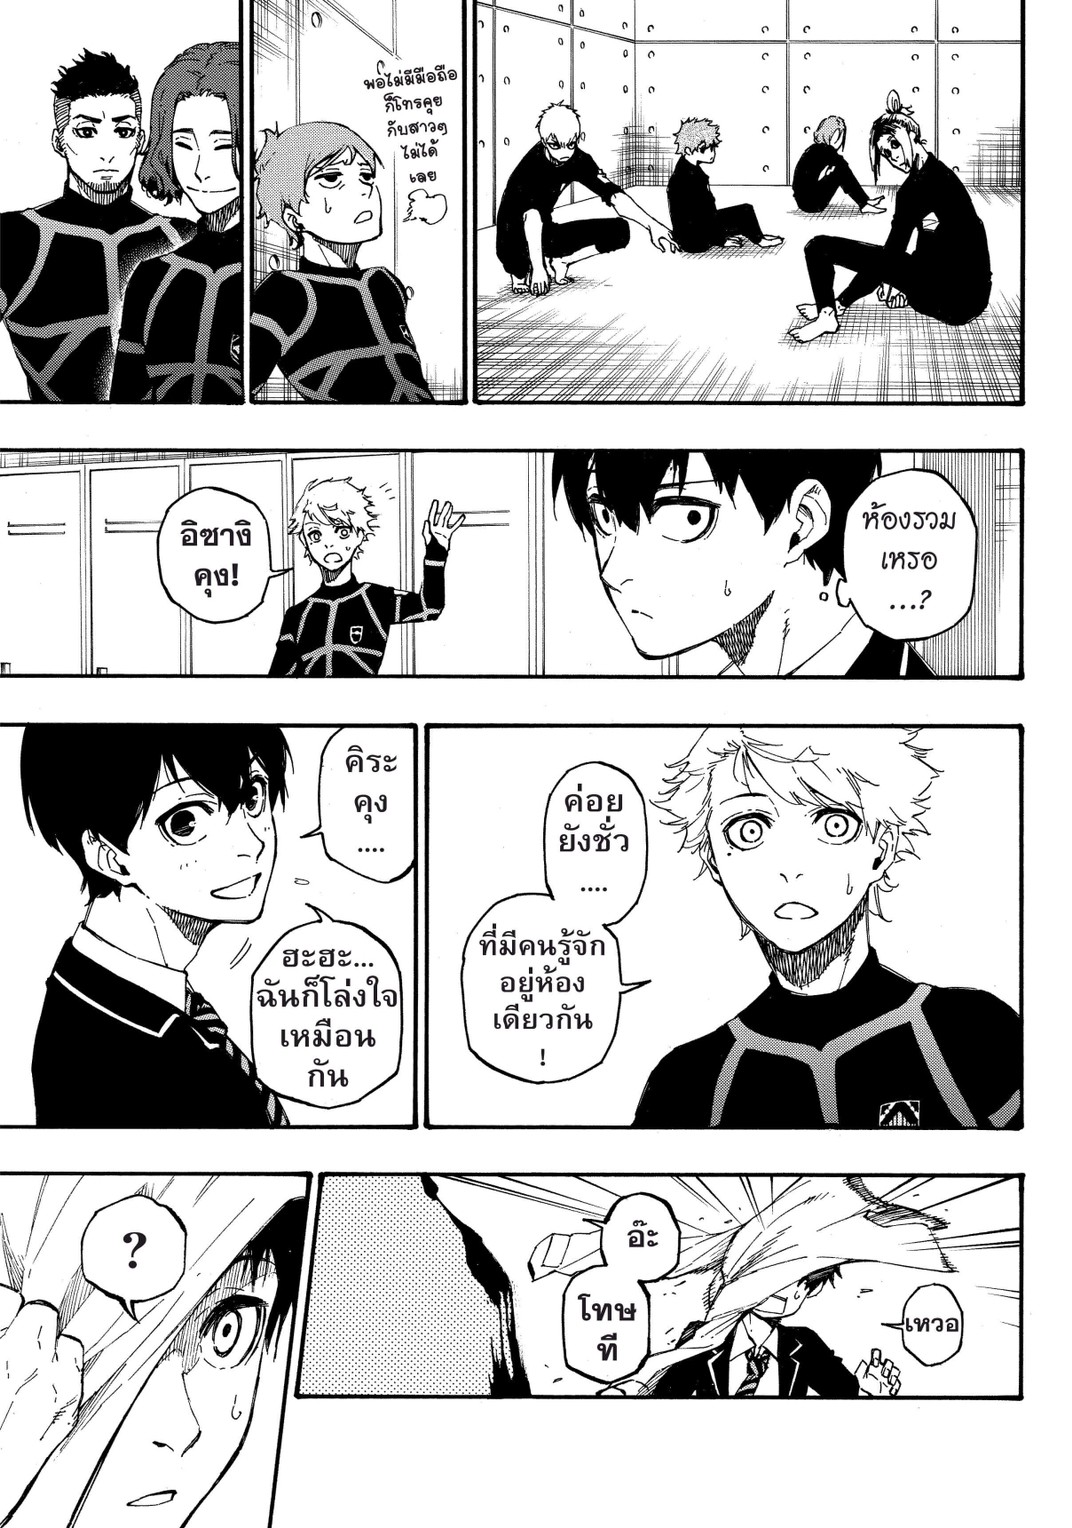 พอไม่มีมือถือ
ก็โทรคุย
กับสาวๆ
ไม่ได้
เลย
ห้องรวม
เหรอ
...?
อิซางิ
คุง!
ค่อย
ยังชั่ว
....
ที่มีคนรู้จัก
อยู่ห้อง
เดียวกัน
!
คิระ
คุง
....
ฮะฮะ...
ฉันก็โล่งใจ
เหมือน
กัน
อ๊ะ
โทษ
ที
เหวอ
?